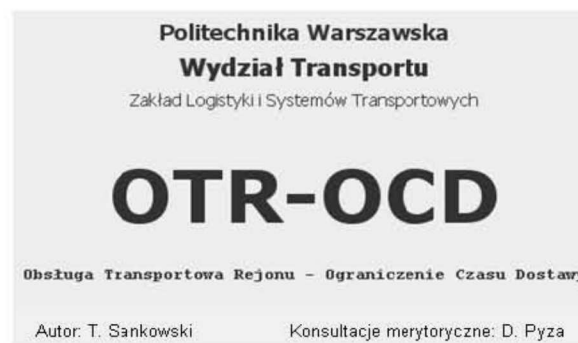 Politechnika Warszawska
Wydział Transportu
Zakład Logistyki i Systemów Transportowych
OTR-OCD
Obsługa Transportowa Rejonu - Ograniczenie Czasu Dostawy
Autor: T. Sankowski Konsultacje merytoryczne: D. Pyza